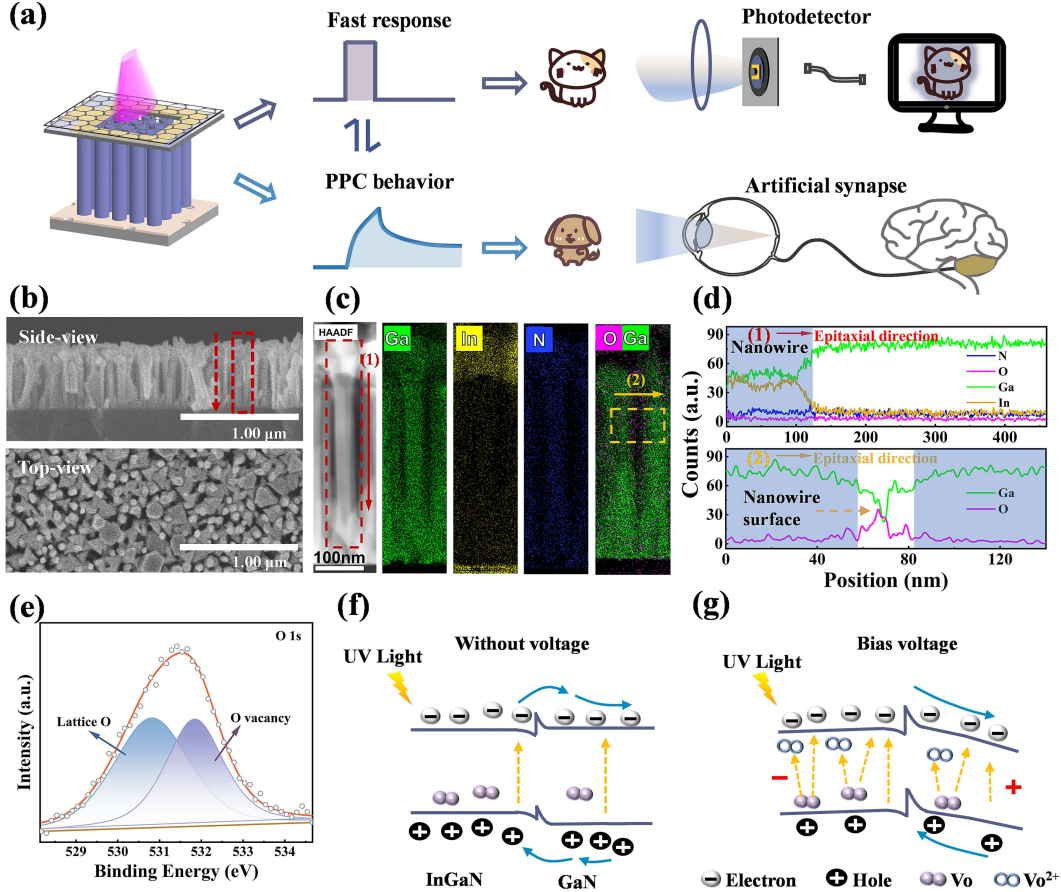 (a)
Fast response
Photodetector
PPC behavior
Artificial synapse
(b)
Side-view
1.00 μm
Top-view
1.00 μm
(c)
HAADF
(1)
100nm
Ga
In
N
O Ga
(2)
(d)
Counts (a.u.)
90
60
30
0
(1) Epitaxial direction
Nanowire
N
O
Ga
In
0 100 200 300 400
90
60
30
0
(2) Epitaxial direction
Nanowire
surface
Ga
O
0 40 80 120
Position (nm)
(e)
O 1s
Intensity (a.u.)
Lattice O
O vacancy
529 530 531 532 533 534
Binding Energy (eV)
(f)
Without voltage
UV Light
InGaN
GaN
(g)
Bias voltage
UV Light
Electron
Hole
Vo
Vo²⁺